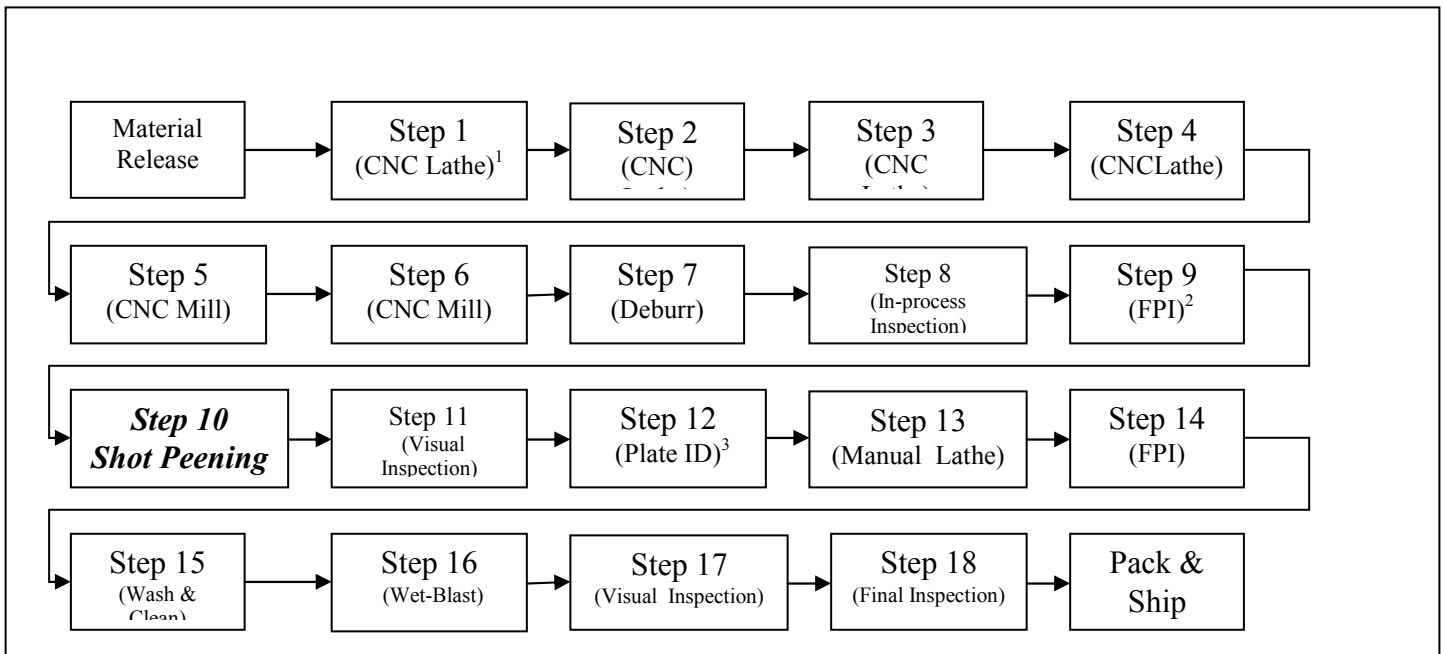 Material
Release
Step 1
(CNC Lathe)1
Step 2
(CNC)
Step 3
(CNC
Step 4
(CNCLathe)
Step 5
(CNC Mill)
Step 6
(CNC Mill)
Step 7
(Deburr)
Step 8
(In-process
Inspection)
Step 9
(FPI)2
Step 10
Shot Peening
Step 11
(Visual
Inspection)
Step 12
(Plate ID)3
Step 13
(Manual Lathe)
Step 14
(FPI)
Step 15
(Wash &
Clean)
Step 16
(Wet-Blast)
Step 17
(Visual Inspection)
Step 18
(Final Inspection)
Pack &
Ship